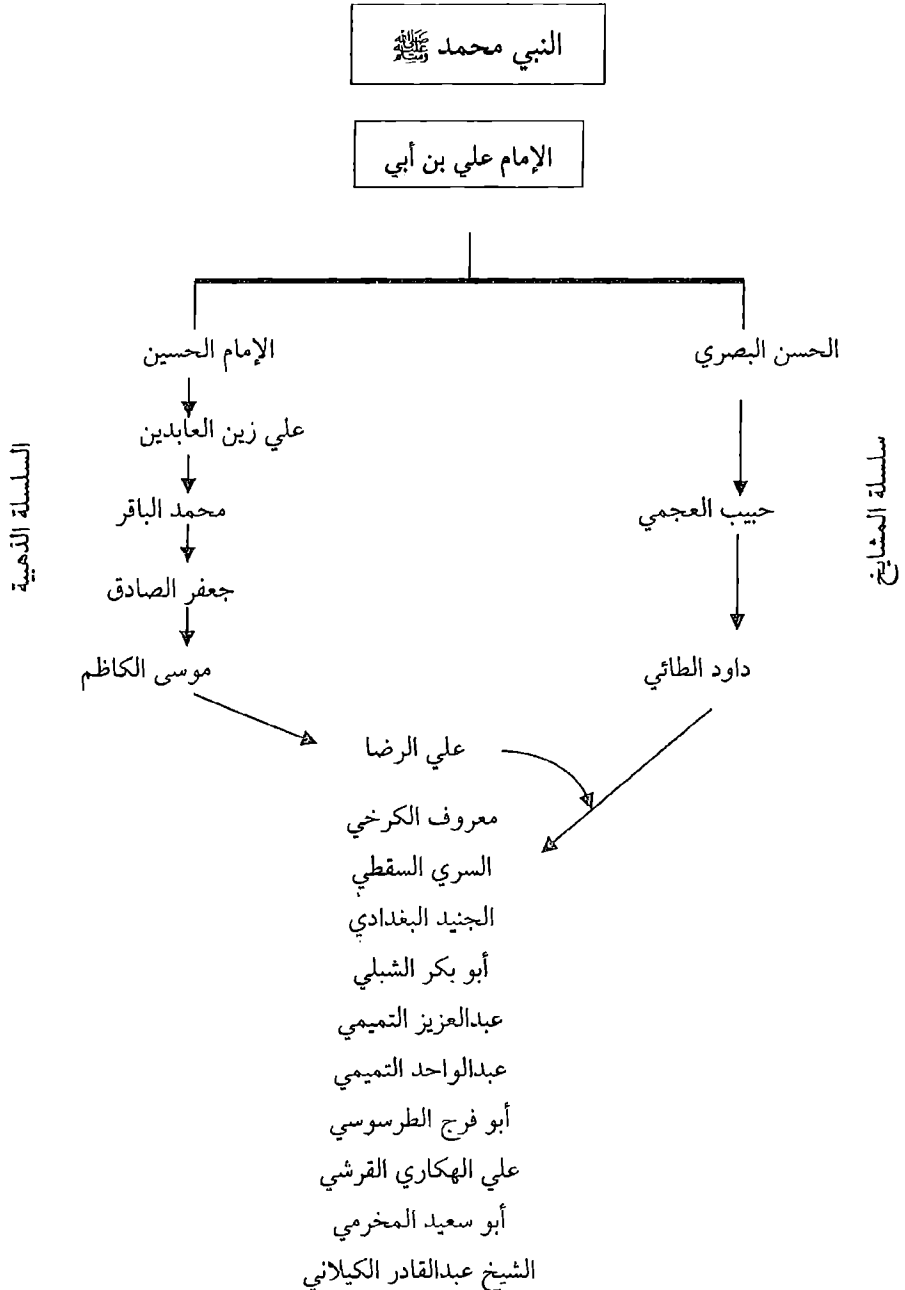 النبي محمد ﷺ
الإمام علي بن أبي
الحسن البصري
الإمام الحسين
علي زين العابدين
سلسلة المشايخ
السلسلة الذهبية
حبيب العجمي
محمد الباقر
جعفر الصادق
داود الطائي
موسى الكاظم
علي الرضا
معروف الكرخي
السري السقطي
الجنيد البغدادي
أبو بكر الشبلي
عبدالعزيز التميمي
عبدالواحد التميمي
أبو فرج الطرسوسي
علي الهكاري القرشي
أبو سعيد المخرمي
الشيخ عبدالقادر الكيلاني